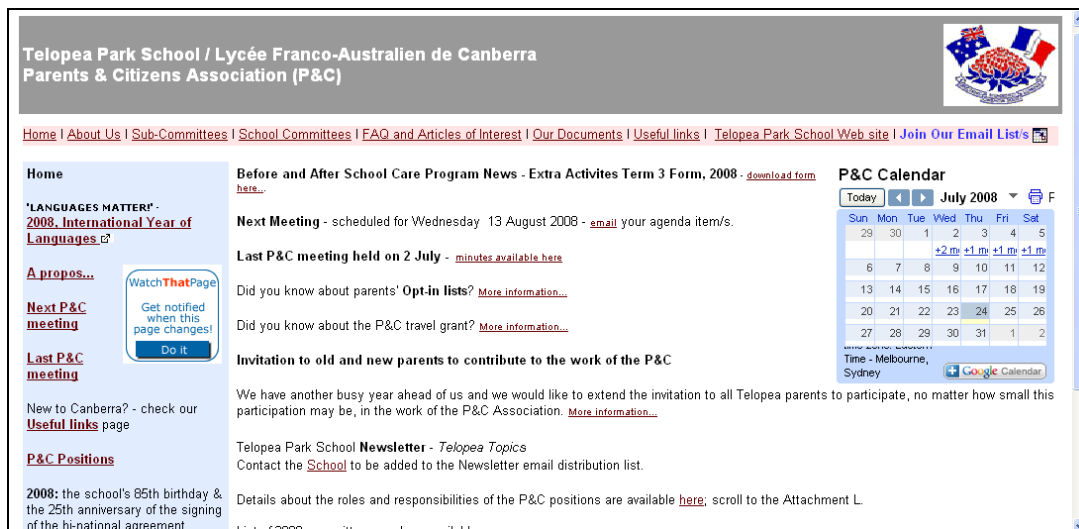 Telopea Park School / Lycée Franco-Australien de Canberra
Parents & Citizens Association (P&C)
Home I About Us I Sub-Committees I School Committees I FAQ and Articles of Interest I Our Documents I Useful links I Telopea Park School Web site I Join Our Email List/s
Home
'LANGUAGES MATTER!' -
2008, International Year of
Languages
A propos...
Next P&C
meeting
Last P&C
meeting
WatchThatPage
Get notified
when this
page changes!
Do it
New to Canberra? - check our
Useful links page
P&C Positions
2008: the school's 85th birthday &
the 25th anniversary of the signing
of the bi-national agreement
Before and After School Care Program News - Extra Activites Term 3 Form, 2008 - download form
here...
Next Meeting - scheduled for Wednesday 13 August 2008 - email your agenda item/s.
Last P&C meeting held on 2 July - minutes available here
Did you know about parents' Opt-in lists? More information...
Did you know about the P&C travel grant? More information...
Invitation to old and new parents to contribute to the work of the P&C
We have another busy year ahead of us and we would like to extend the invitation to all Telopea parents to participate, no matter how small this
participation may be, in the work of the P&C Association. More information...
Telopea Park School Newsletter - Telopea Topics
Contact the School to be added to the Newsletter email distribution list.
Details about the roles and responsibilities of the P&C positions are available here; scroll to the Attachment L.
P&C Calendar
Today July 2008 F
Sun Mon Tue Wed Thu Fri Sat
29 30 1 2 3 4 5
+2 m +1 m +1 m +1 m
6 7 8 9 10 11 12
13 14 15 16 17 18 19
20 21 22 23 24 25 26
27 28 29 30 31 1 2
Time - Melbourne,
Sydney
Google Calendar